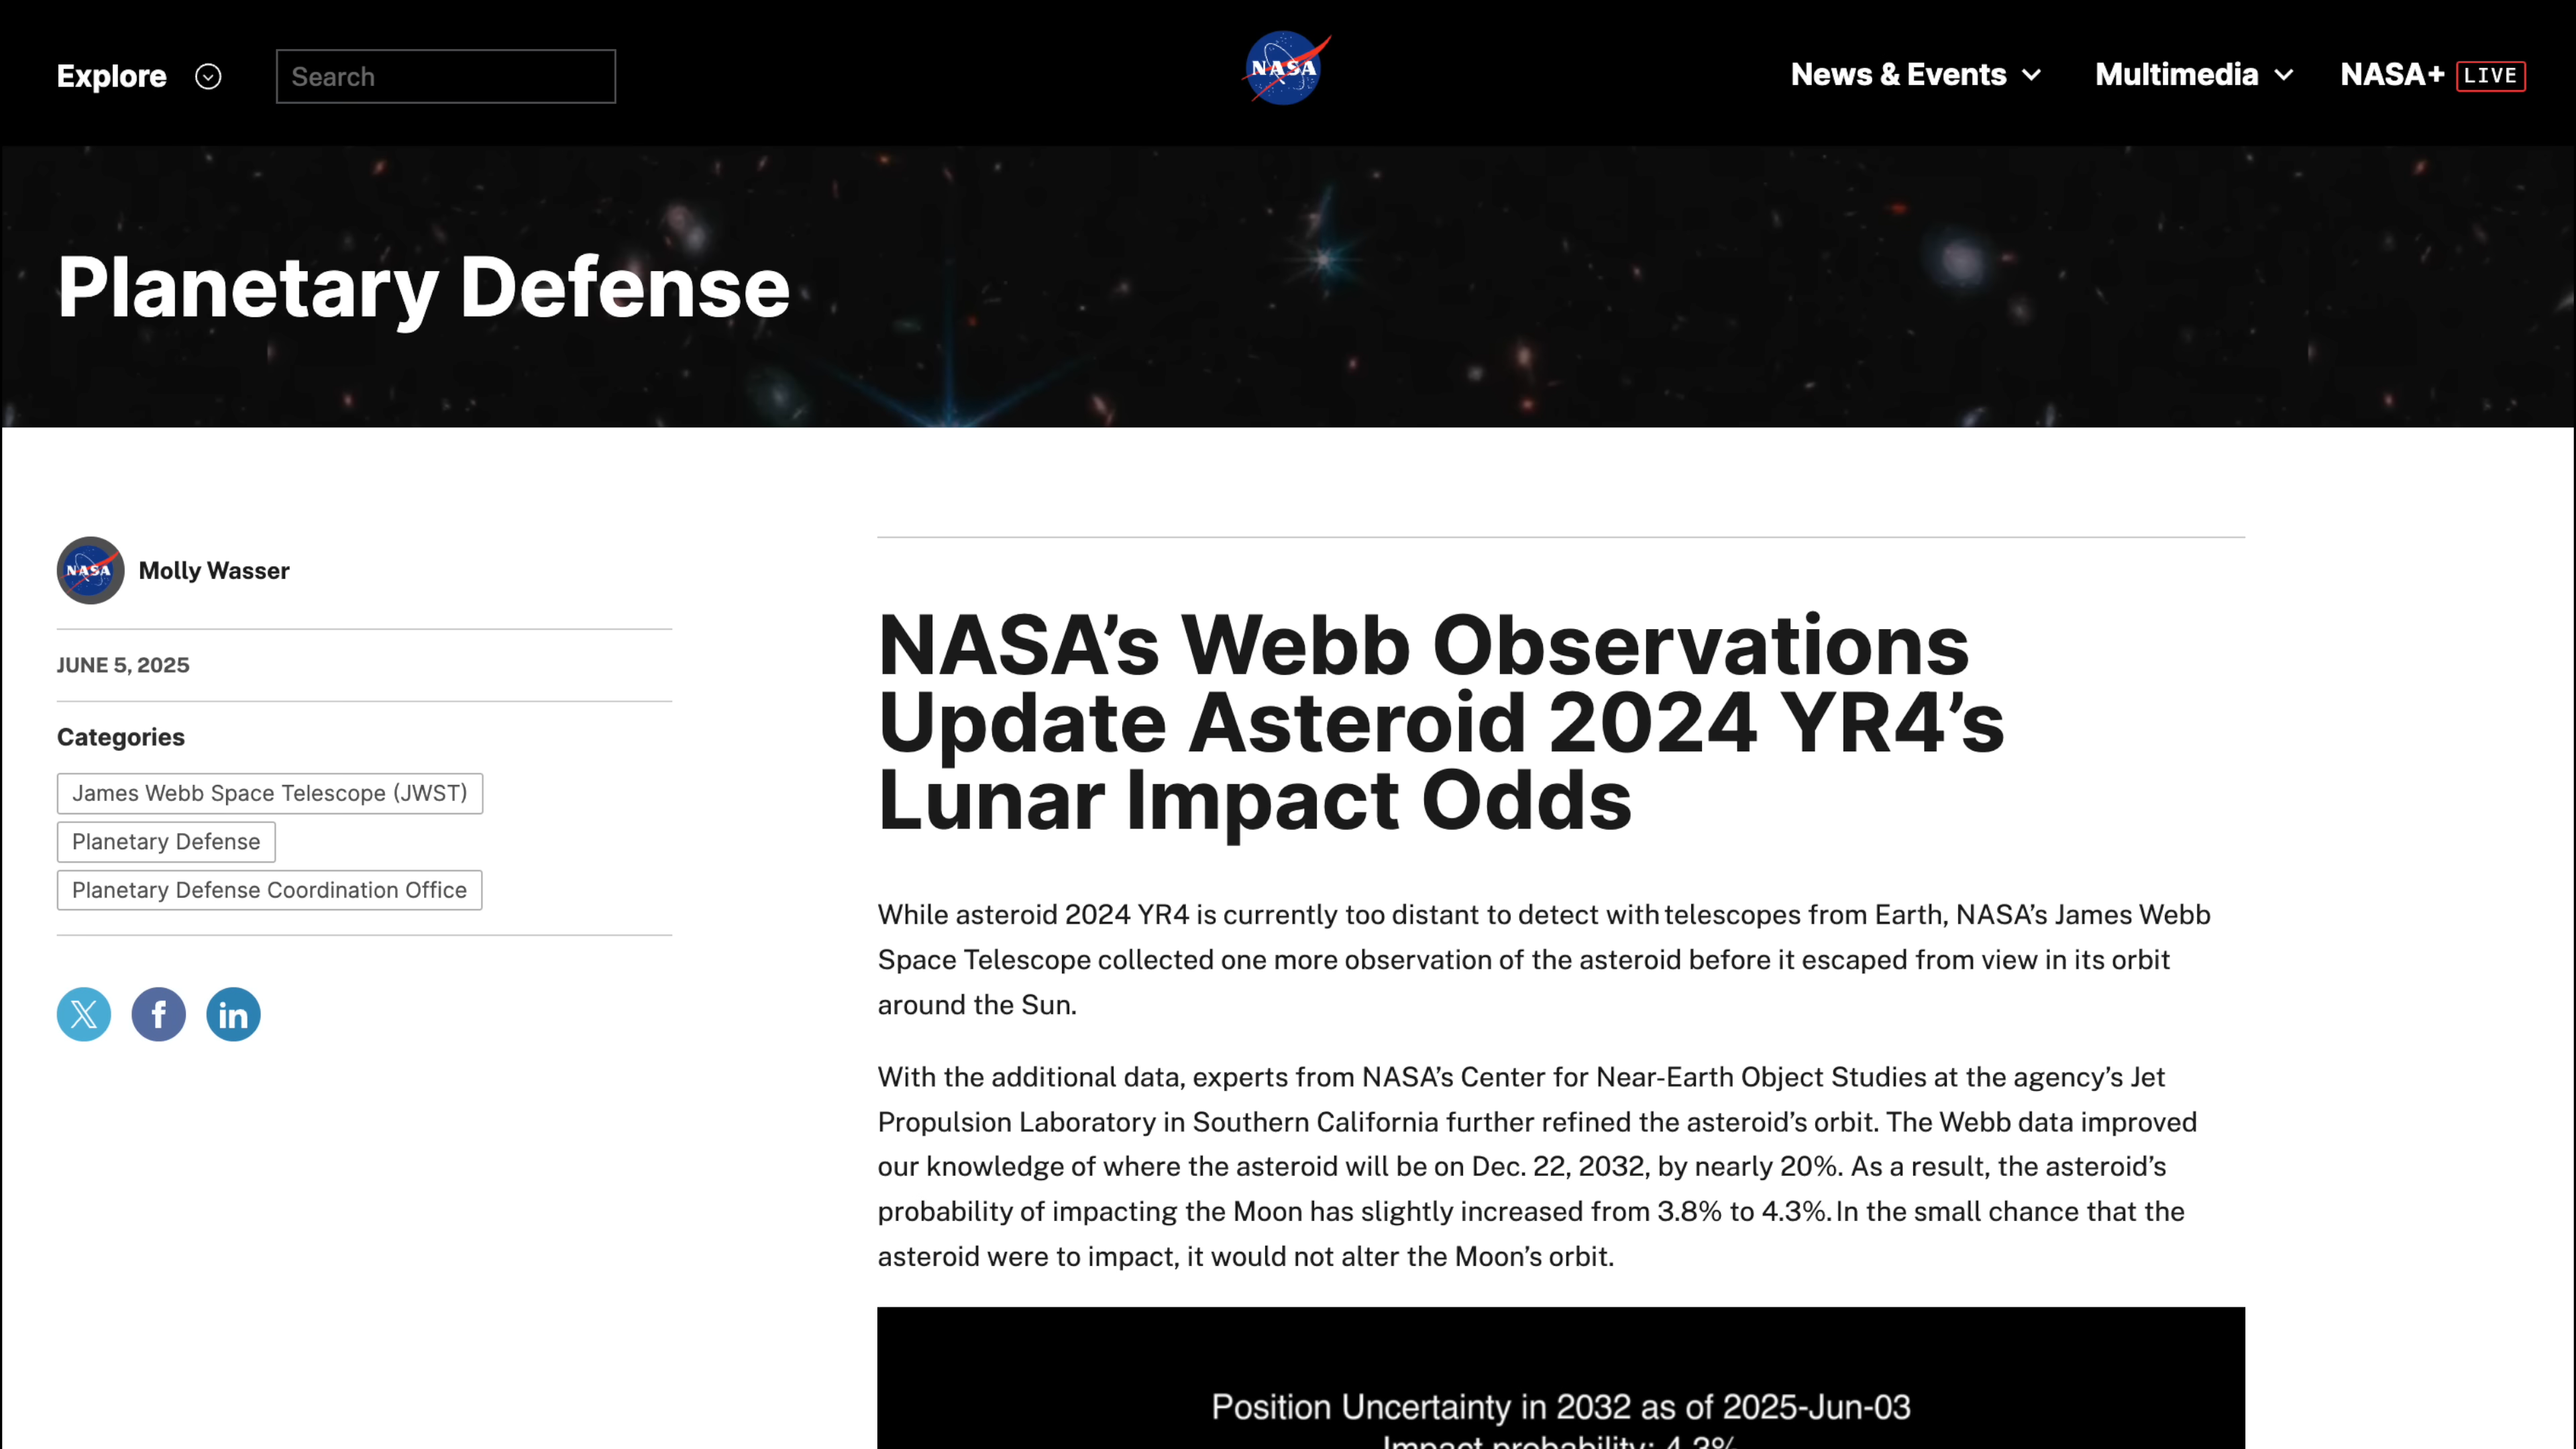 Explore
Search
NASA
News & Events
Multimedia
NASA+ LIVE
Planetary Defense
NASA
Molly Wasser
JUNE 5, 2025
Categories
James Webb Space Telescope (JWST)
Planetary Defense
Planetary Defense Coordination Office
X
f
in
NASA’s Webb Observations
Update Asteroid 2024 YR4’s
Lunar Impact Odds
While asteroid 2024 YR4 is currently too distant to detect with telescopes from Earth, NASA’s James Webb
Space Telescope collected one more observation of the asteroid before it escaped from view in its orbit
around the Sun.
With the additional data, experts from NASA’s Center for Near-Earth Object Studies at the agency’s Jet
Propulsion Laboratory in Southern California further refined the asteroid’s orbit. The Webb data improved
our knowledge of where the asteroid will be on Dec. 22, 2032, by nearly 20%. As a result, the asteroid’s
probability of impacting the Moon has slightly increased from 3.8% to 4.3%. In the small chance that the
asteroid were to impact, it would not alter the Moon’s orbit.
Position Uncertainty in 2032 as of 2025-Jun-03
Impact probability: 4.3%